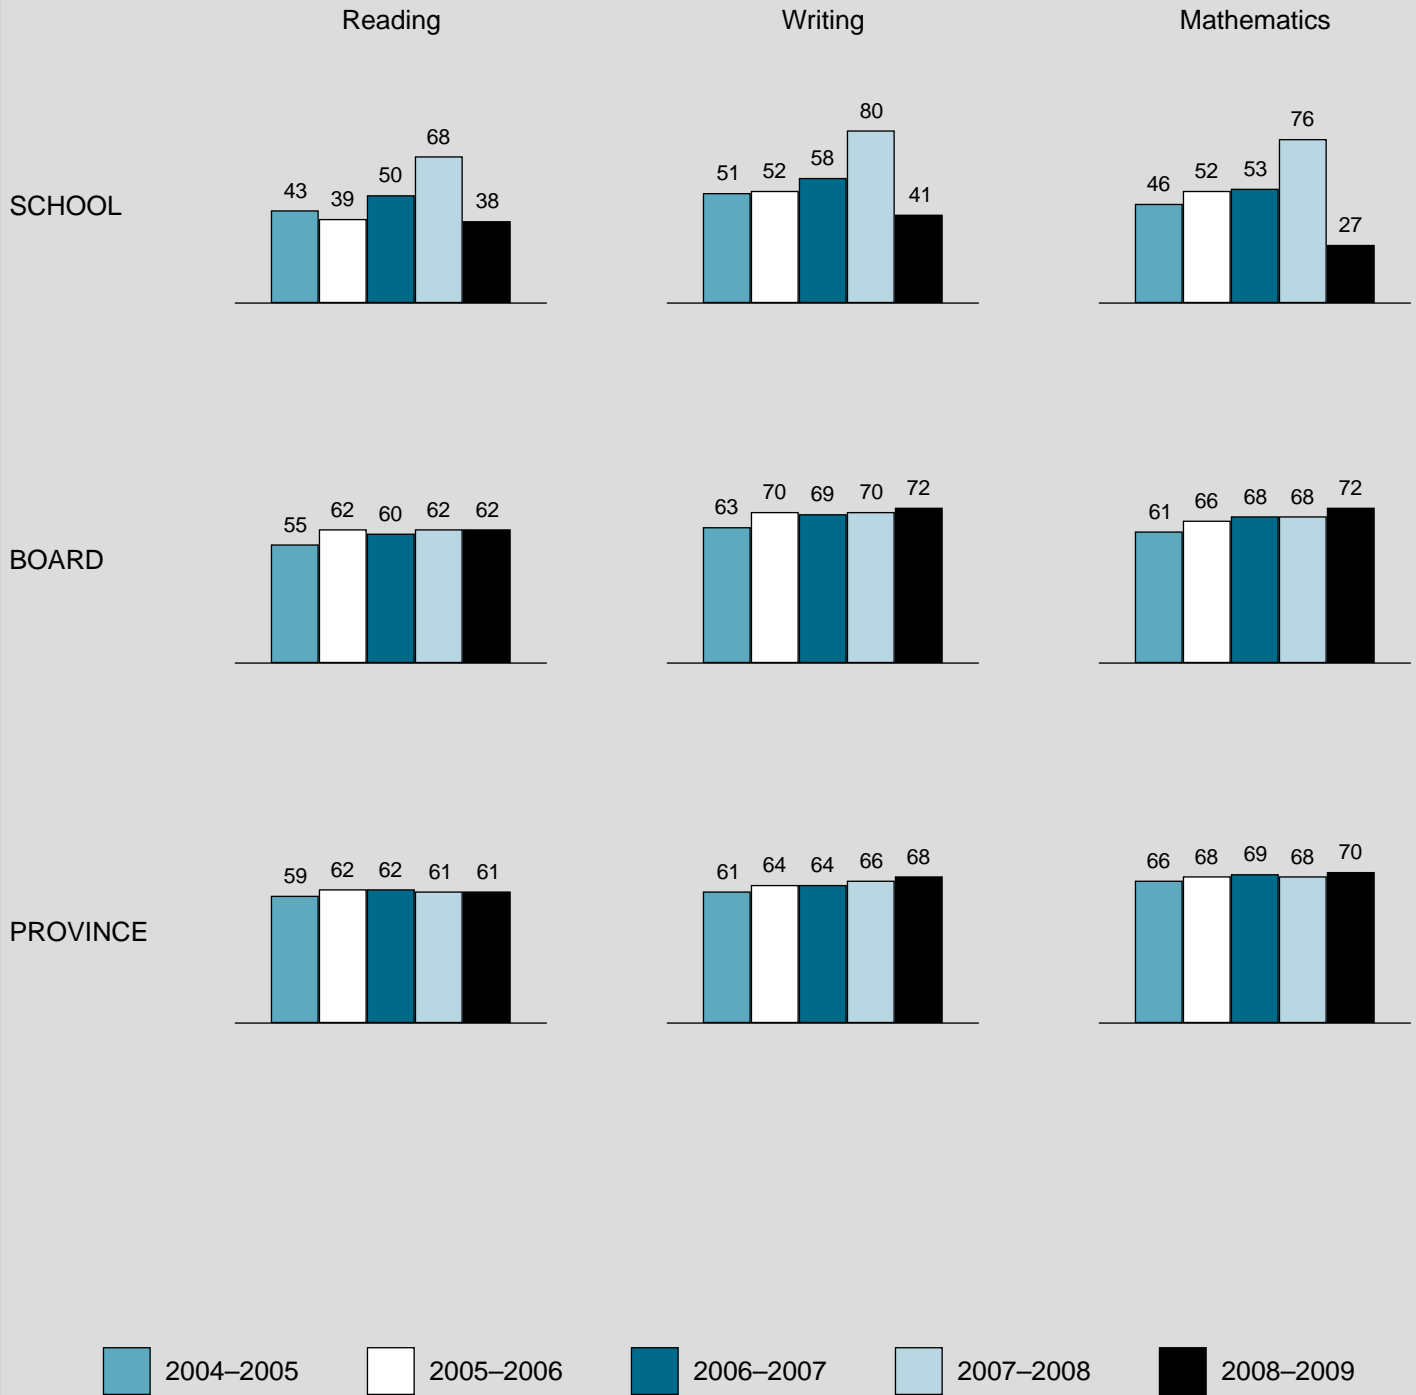 Reading Writing Mathematics
SCHOOL
43 39 50 68 38
51 52 58 80 41
46 52 53 76 27
BOARD
55 62 60 62 62
63 70 69 70 72
61 66 68 68 72
PROVINCE
59 62 62 61 61
61 64 64 66 68
66 68 69 68 70
2004–2005 2005–2006 2006–2007 2007–2008 2008–2009